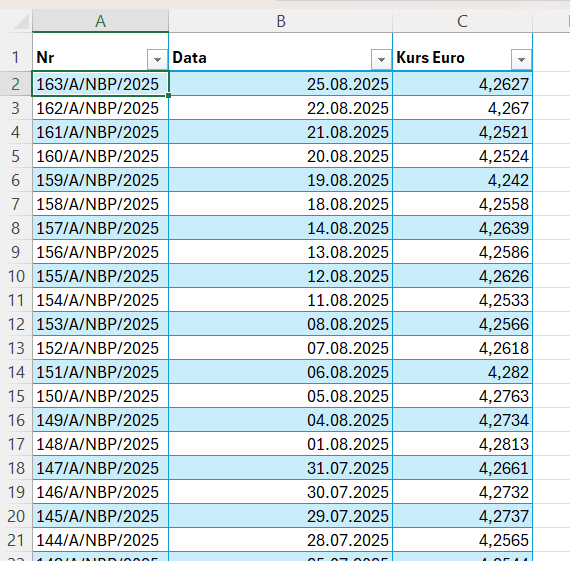 A B C
1 Nr Data Kurs Euro
2 163/A/NBP/2025 25.08.2025 4,2627
3 162/A/NBP/2025 22.08.2025 4,267
4 161/A/NBP/2025 21.08.2025 4,2521
5 160/A/NBP/2025 20.08.2025 4,2524
6 159/A/NBP/2025 19.08.2025 4,242
7 158/A/NBP/2025 18.08.2025 4,2558
8 157/A/NBP/2025 14.08.2025 4,2639
9 156/A/NBP/2025 13.08.2025 4,2586
10 155/A/NBP/2025 12.08.2025 4,2626
11 154/A/NBP/2025 11.08.2025 4,2533
12 153/A/NBP/2025 08.08.2025 4,2566
13 152/A/NBP/2025 07.08.2025 4,2618
14 151/A/NBP/2025 06.08.2025 4,282
15 150/A/NBP/2025 05.08.2025 4,2763
16 149/A/NBP/2025 04.08.2025 4,2734
17 148/A/NBP/2025 01.08.2025 4,2813
18 147/A/NBP/2025 31.07.2025 4,2661
19 146/A/NBP/2025 30.07.2025 4,2732
20 145/A/NBP/2025 29.07.2025 4,2737
21 144/A/NBP/2025 28.07.2025 4,2565